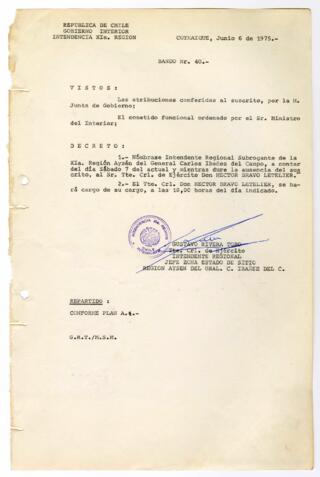 REPUBLICA DE CHILE
GOBIERNO INTERIOR
INTENDENCIA XIa. REGION
COYHAIQUE, Junio 6 de 1975.-
BANDO Nr. 40.-
V I S T O S :
Las atribuciones conferidas al suscrito, por la H.
Junta de Gobierno;
El cometido funcional ordenado por el Sr. Ministro
del Interior;
D E C R E T O :
1.- Nómbrase Intendente Regional Subrogante de la
XIa. Región Aysén del General Carlos Ibáñez del Campo, a contar
del día Sábado 7 del actual y mientras dure la ausencia del sus
crito, al Sr. Tte. Crl. de Ejército Don HECTOR BRAVO LETELIER.
2.- El Tte. Crl. Don HECTOR BRAVO LETELIER, se ha
rá cargo de su cargo, a las 18,00 horas del día indicado.
GUSTAVO RIVERA TORO
Tte. Crl. de Ejército
INTENDENTE REGIONAL
JEFE ZONA ESTADO DE SITIO
REGION AYSEN DEL GRAL. C. IBAÑEZ DEL C.
REPARTIDO :
CONFORME PLAN A.-
G.R.T./M.S.M.